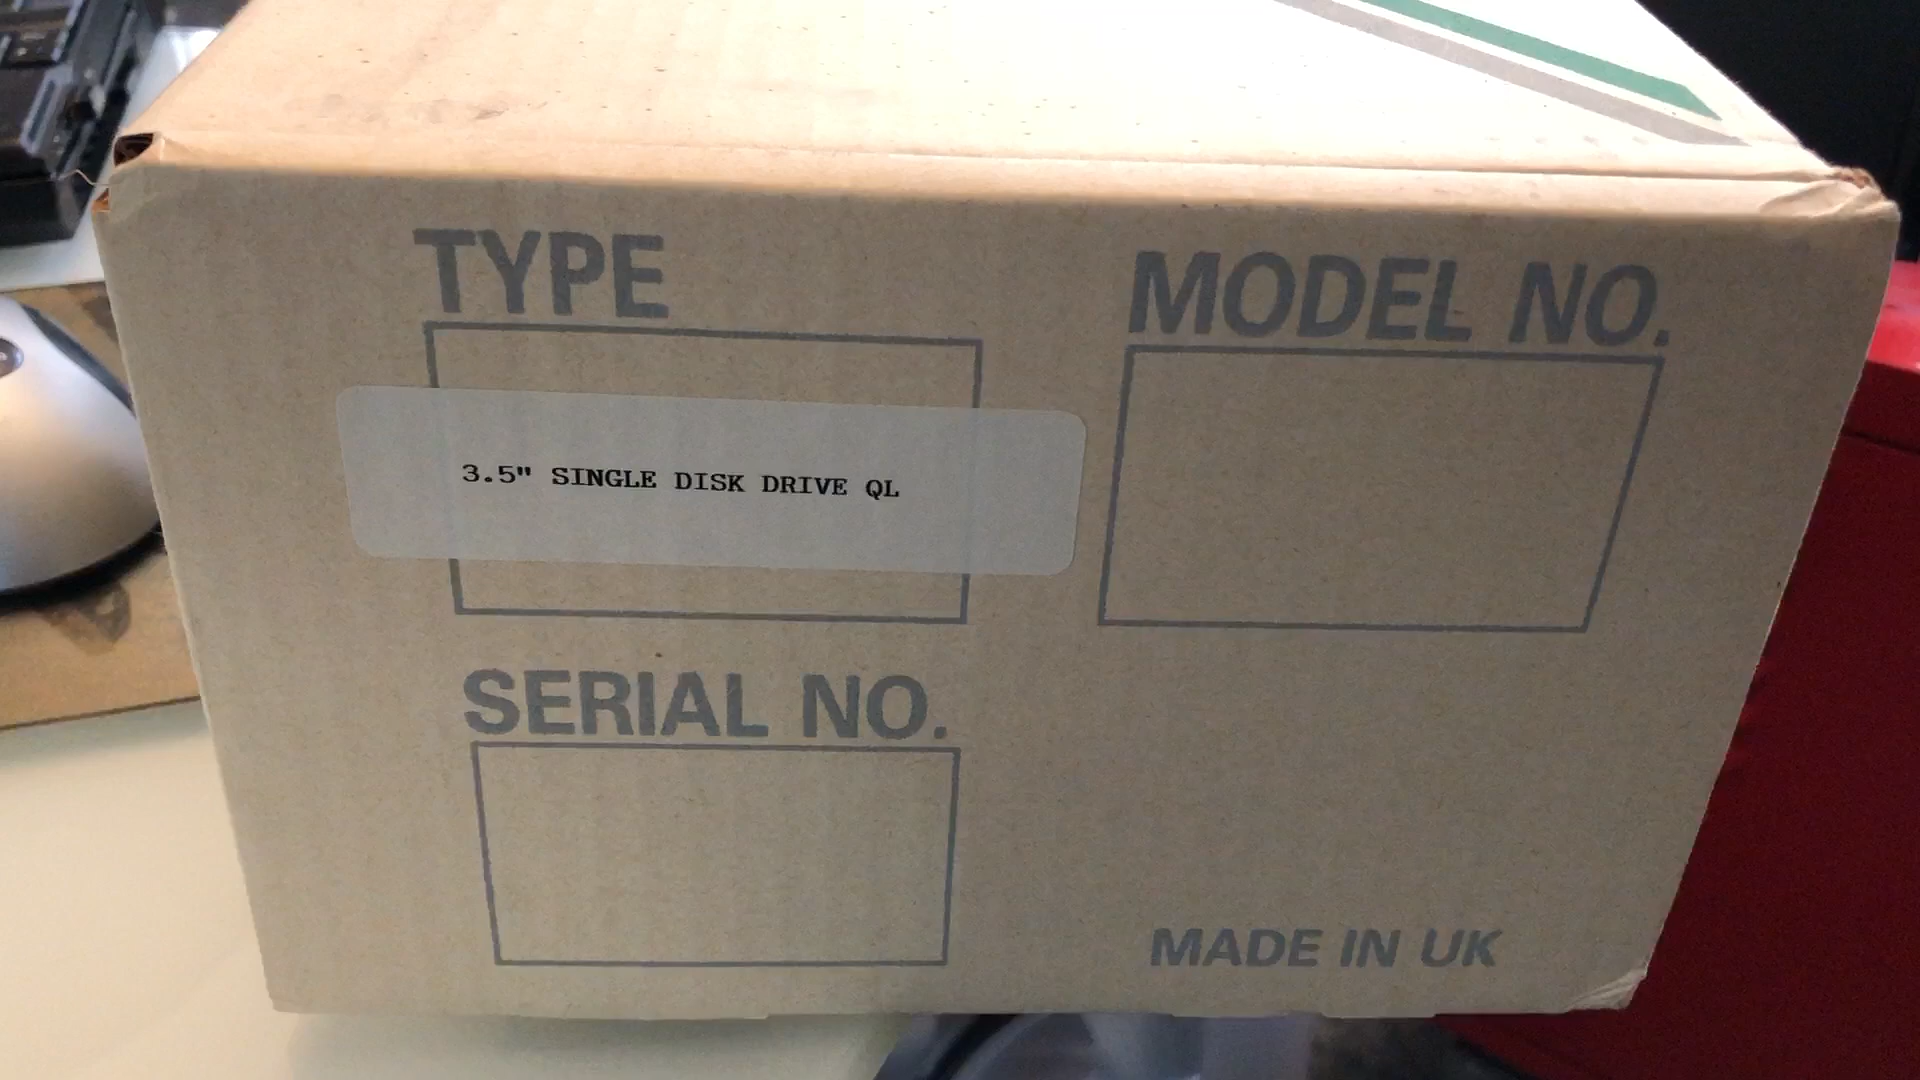 TYPE
MODEL NO.
3.5" SINGLE DISK DRIVE QL
SERIAL NO.
MADE IN UK